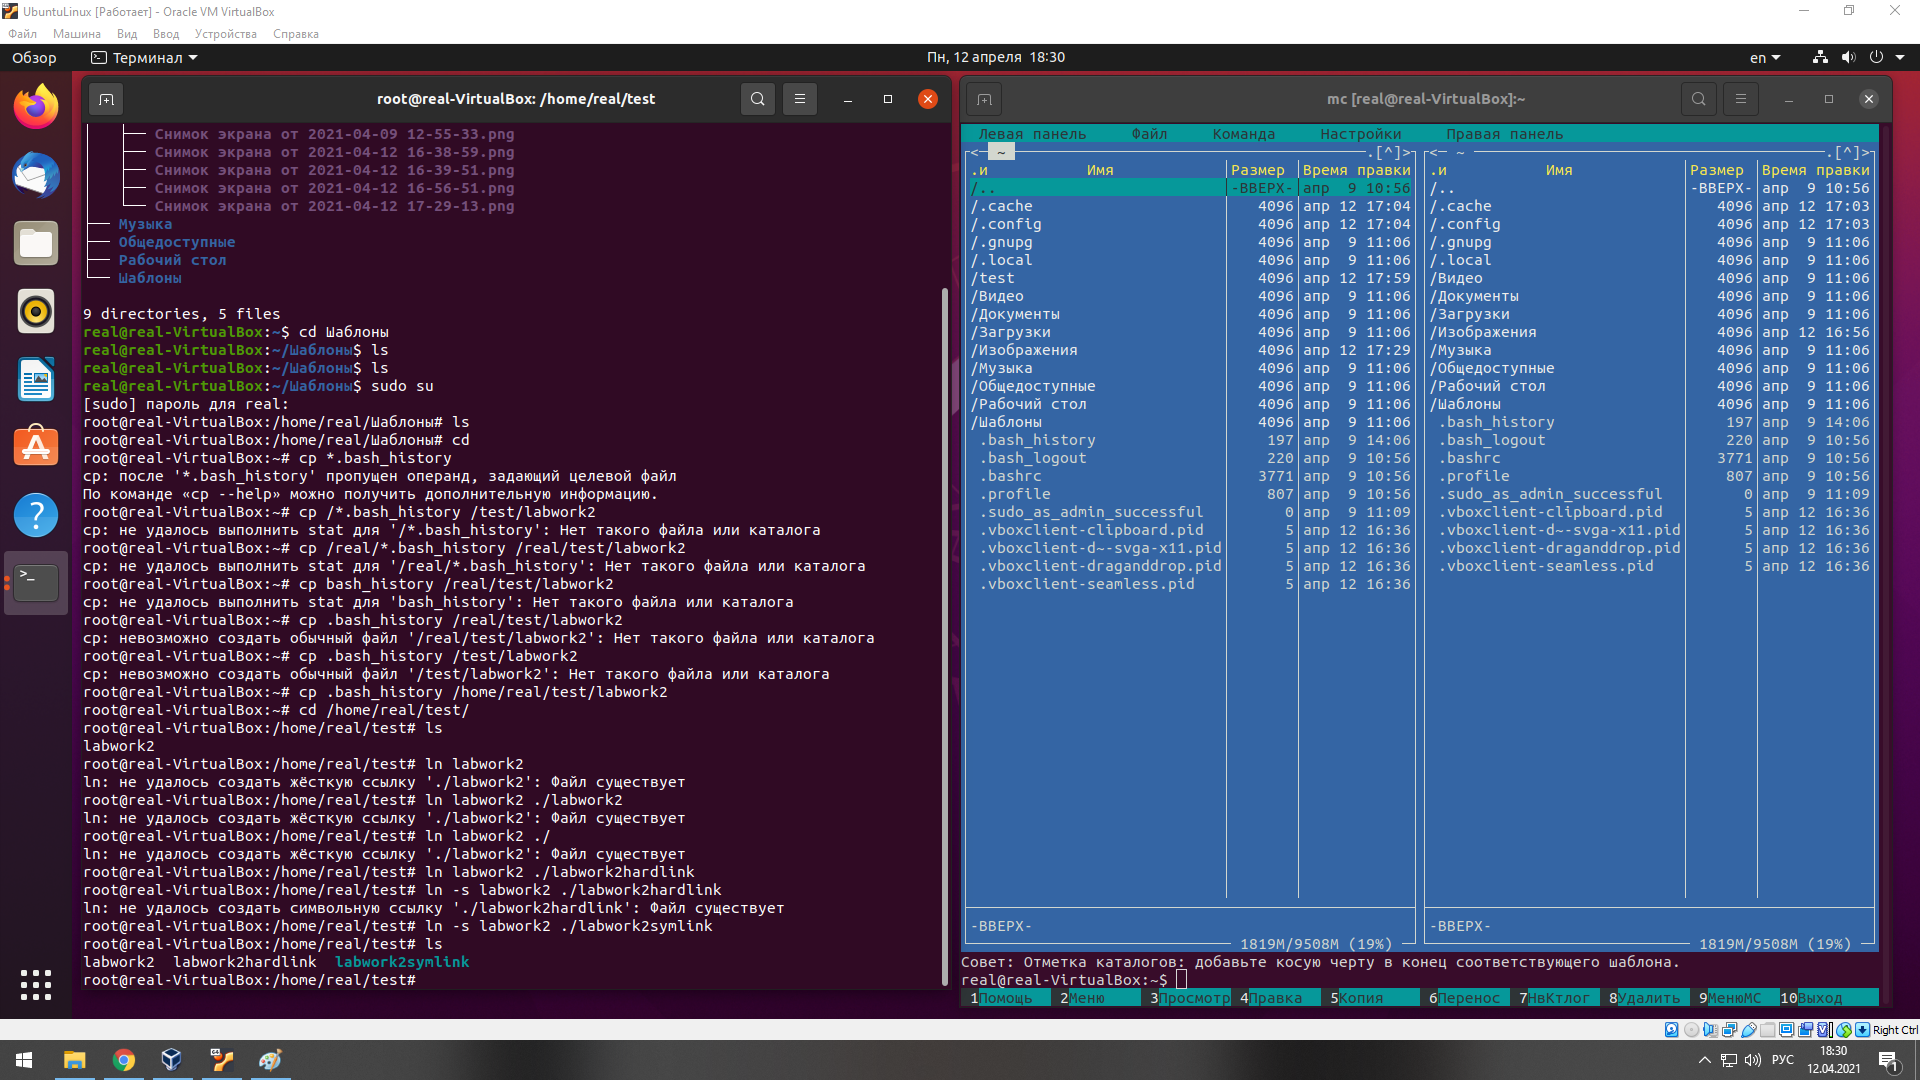 UbuntuLinux [Работает] - Oracle VM VirtualBox
Файл Машина Вид Ввод Устройства Справка
Обзор Терминал Пн, 12 апреля 18:30 en
root@real-VirtualBox: /home/real/test
Снимок экрана от 2021-04-09 12-55-33.png
Снимок экрана от 2021-04-12 16-38-59.png
Снимок экрана от 2021-04-12 16-39-51.png
Снимок экрана от 2021-04-12 16-56-51.png
Снимок экрана от 2021-04-12 17-29-13.png
Музыка
Общедоступные
Рабочий стол
Шаблоны
9 directories, 5 files
real@real-VirtualBox:~$ cd Шаблоны
real@real-VirtualBox:~/Шаблоны$ ls
real@real-VirtualBox:~/Шаблоны$ ls
real@real-VirtualBox:~/Шаблоны$ sudo su
[sudo] пароль для real:
root@real-VirtualBox:/home/real/Шаблоны# ls
root@real-VirtualBox:/home/real/Шаблоны# cd
root@real-VirtualBox:~# cp *.bash_history
cp: после '*.bash_history' пропущен операнд, задающий целевой файл
По команде «cp --help» можно получить дополнительную информацию.
root@real-VirtualBox:~# cp /*.bash_history /test/labwork2
cp: не удалось выполнить stat для '/*.bash_history': Нет такого файла или каталога
root@real-VirtualBox:~# cp /real/*.bash_history /real/test/labwork2
cp: не удалось выполнить stat для '/real/*.bash_history': Нет такого файла или каталога
root@real-VirtualBox:~# cp bash_history /real/test/labwork2
cp: не удалось выполнить stat для 'bash_history': Нет такого файла или каталога
root@real-VirtualBox:~# cp .bash_history /real/test/labwork2
cp: невозможно создать обычный файл '/real/test/labwork2': Нет такого файла или каталога
root@real-VirtualBox:~# cp .bash_history /test/labwork2
cp: невозможно создать обычный файл '/test/labwork2': Нет такого файла или каталога
root@real-VirtualBox:~# cp .bash_history /home/real/test/labwork2
root@real-VirtualBox:~# cd /home/real/test/
root@real-VirtualBox:/home/real/test# ls
labwork2
root@real-VirtualBox:/home/real/test# ln labwork2
ln: не удалось создать жёсткую ссылку './labwork2': Файл существует
root@real-VirtualBox:/home/real/test# ln labwork2 ./labwork2
ln: не удалось создать жёсткую ссылку './labwork2': Файл существует
root@real-VirtualBox:/home/real/test# ln labwork2 ./
ln: не удалось создать жёсткую ссылку './labwork2': Файл существует
root@real-VirtualBox:/home/real/test# ln labwork2 ./labwork2hardlink
root@real-VirtualBox:/home/real/test# ln -s labwork2 ./labwork2hardlink
ln: не удалось создать символьную ссылку './labwork2hardlink': Файл существует
root@real-VirtualBox:/home/real/test# ln -s labwork2 ./labwork2symlink
root@real-VirtualBox:/home/real/test# ls
labwork2 labwork2hardlink labwork2symlink
root@real-VirtualBox:/home/real/test#
mc [real@real-VirtualBox]:~
Левая панель Файл Команда Настройки Правая панель
<─ ~ .[^]>
.и Имя Размер Время правки
/.. -ВВЕРХ- апр 9 10:56
/.cache 4096 апр 12 17:04
/.config 4096 апр 12 17:04
/.gnupg 4096 апр 9 11:06
/.local 4096 апр 9 11:06
/test 4096 апр 12 17:59
/Видео 4096 апр 9 11:06
/Документы 4096 апр 9 11:06
/Загрузки 4096 апр 9 11:06
/Изображения 4096 апр 12 17:29
/Музыка 4096 апр 9 11:06
/Общедоступные 4096 апр 9 11:06
/Рабочий стол 4096 апр 9 11:06
/Шаблоны 4096 апр 9 11:06
.bash_history 197 апр 9 14:06
.bash_logout 220 апр 9 10:56
.bashrc 3771 апр 9 10:56
.profile 807 апр 9 10:56
.sudo_as_admin_successful 0 апр 9 11:09
.vboxclient-clipboard.pid 5 апр 12 16:36
.vboxclient-d~-svga-x11.pid 5 апр 12 16:36
.vboxclient-draganddrop.pid 5 апр 12 16:36
.vboxclient-seamless.pid 5 апр 12 16:36
-ВВЕРХ-
1819M/9508M (19%)
<─ ~ .[^]>
.и Имя Размер Время правки
/.. -ВВЕРХ- апр 9 10:56
/.cache 4096 апр 12 17:03
/.config 4096 апр 12 17:03
/.gnupg 4096 апр 9 11:06
/.local 4096 апр 9 11:06
/Видео 4096 апр 9 11:06
/Документы 4096 апр 9 11:06
/Загрузки 4096 апр 9 11:06
/Изображения 4096 апр 12 16:56
/Музыка 4096 апр 9 11:06
/Общедоступные 4096 апр 9 11:06
/Рабочий стол 4096 апр 9 11:06
/Шаблоны 4096 апр 9 11:06
.bash_history 197 апр 9 14:06
.bash_logout 220 апр 9 10:56
.bashrc 3771 апр 9 10:56
.profile 807 апр 9 10:56
.sudo_as_admin_successful 0 апр 9 11:09
.vboxclient-clipboard.pid 5 апр 12 16:36
.vboxclient-d~-svga-x11.pid 5 апр 12 16:36
.vboxclient-draganddrop.pid 5 апр 12 16:36
.vboxclient-seamless.pid 5 апр 12 16:36
-ВВЕРХ-
1819M/9508M (19%)
Совет: Отметка каталогов: добавьте косую черту в конец соответствующего шаблона.
real@real-VirtualBox:~$
1Помощь 2Меню 3Просмотр 4Правка 5Копия 6Перенос 7НвКтлог 8Удалить 9МенюMC 10Выход
Right Ctrl
РУС 18:30
12.04.2021
1